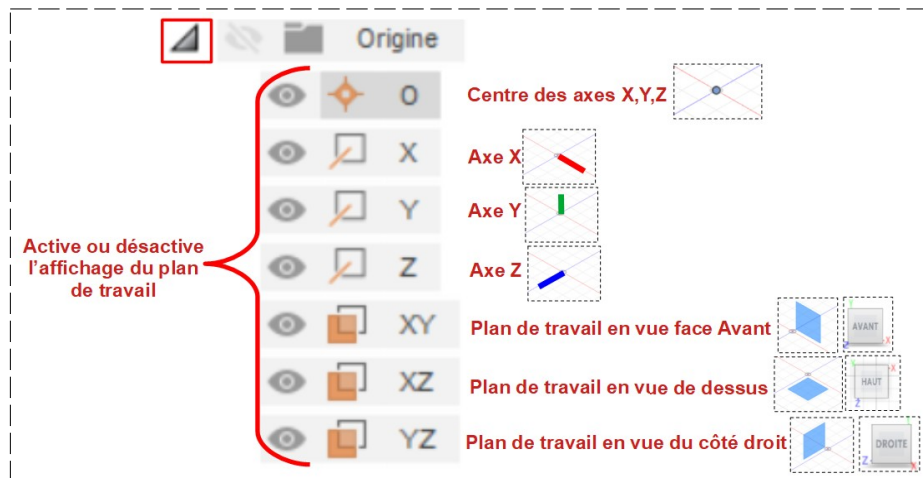 Origine
O
Centre des axes X,Y,Z
X
Axe X
Y
Axe Y
Z
Axe Z
Active ou désactive
l'affichage du plan
de travail
XY
Plan de travail en vue face Avant
AVANT
Y
Z
X
XZ
Plan de travail en vue de dessus
HAUT
X
Z
YZ
Plan de travail en vue du côté droit
DROITE
Z
X